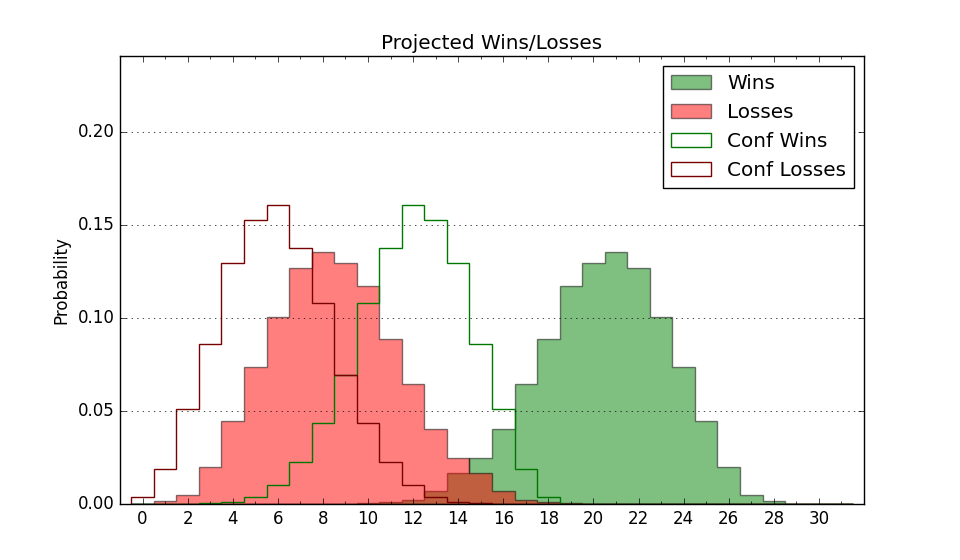 Projected Wins/Losses
Wins
Losses
Conf Wins
Conf Losses
Probability
0.20
0.15
0.10
0.05
0.00
0 2 4 6 8 10 12 14 16 18 20 22 24 26 28 30